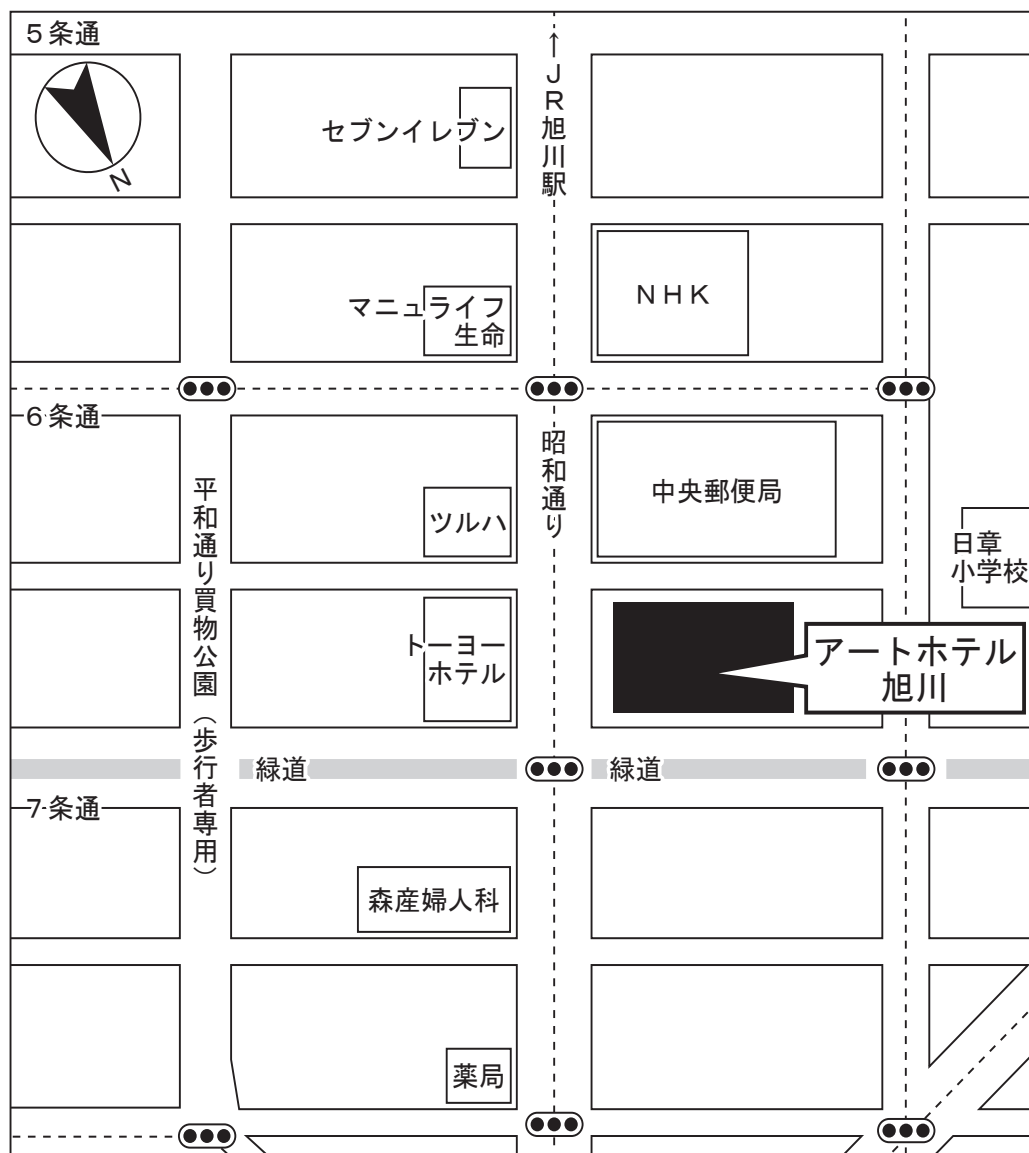 5条通
N
←JR旭川駅
セブンイレブン
マニュライフ
生命
NHK
6条通
昭和通り
平和通り買物公園（歩行者専用）
ツルハ
中央郵便局
日章
小学校
トーヨー
ホテル
アートホテル
旭川
緑道
緑道
7条通
森産婦人科
薬局